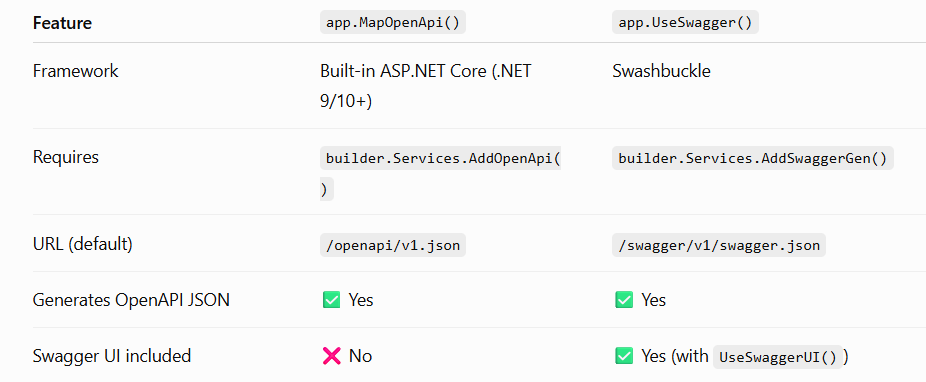 Feature app.MapOpenApi() app.UseSwagger()
Framework Built-in ASP.NET Core (.NET Swashbuckle
9/10+)
Requires builder.Services.AddOpenApi( builder.Services.AddSwaggerGen()
)
URL (default) /openapi/v1.json /swagger/v1/swagger.json
Generates OpenAPI JSON ✅ Yes ✅ Yes
Swagger UI included ❌ No ✅ Yes (with UseSwaggerUI())